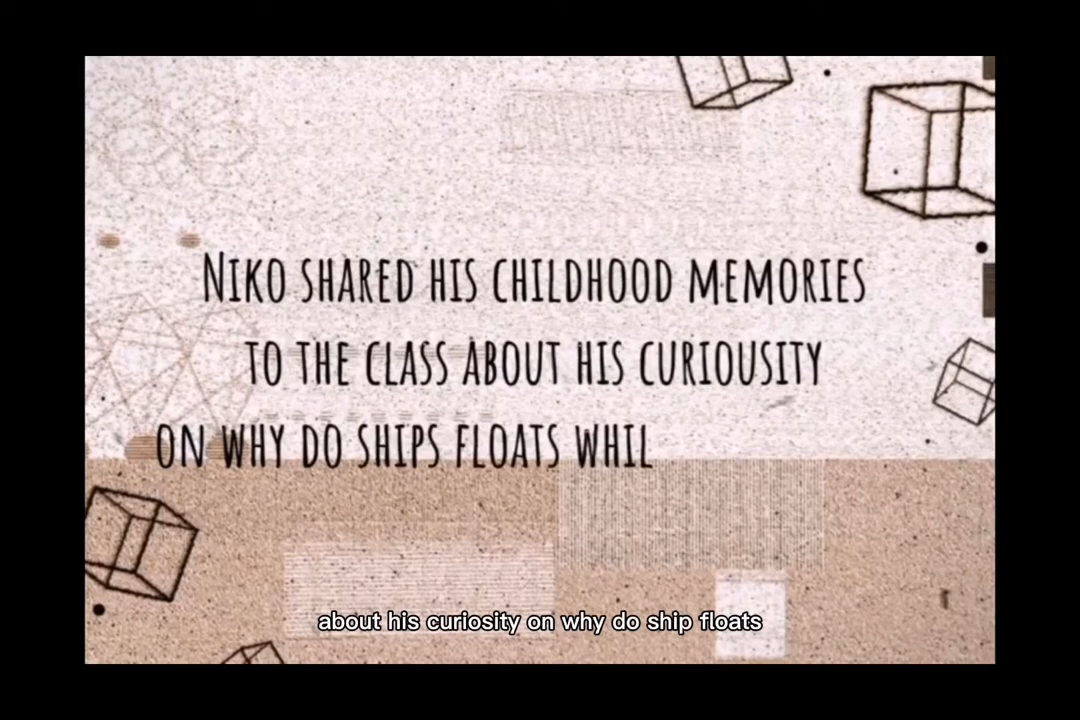 NIKO SHARED HIS CHILDHOOD MEMORIES
TO THE CLASS ABOUT HIS CURIOUSITY
ON WHY DO SHIPS FLOATS WHIL
about his curiosity on why do ship floats